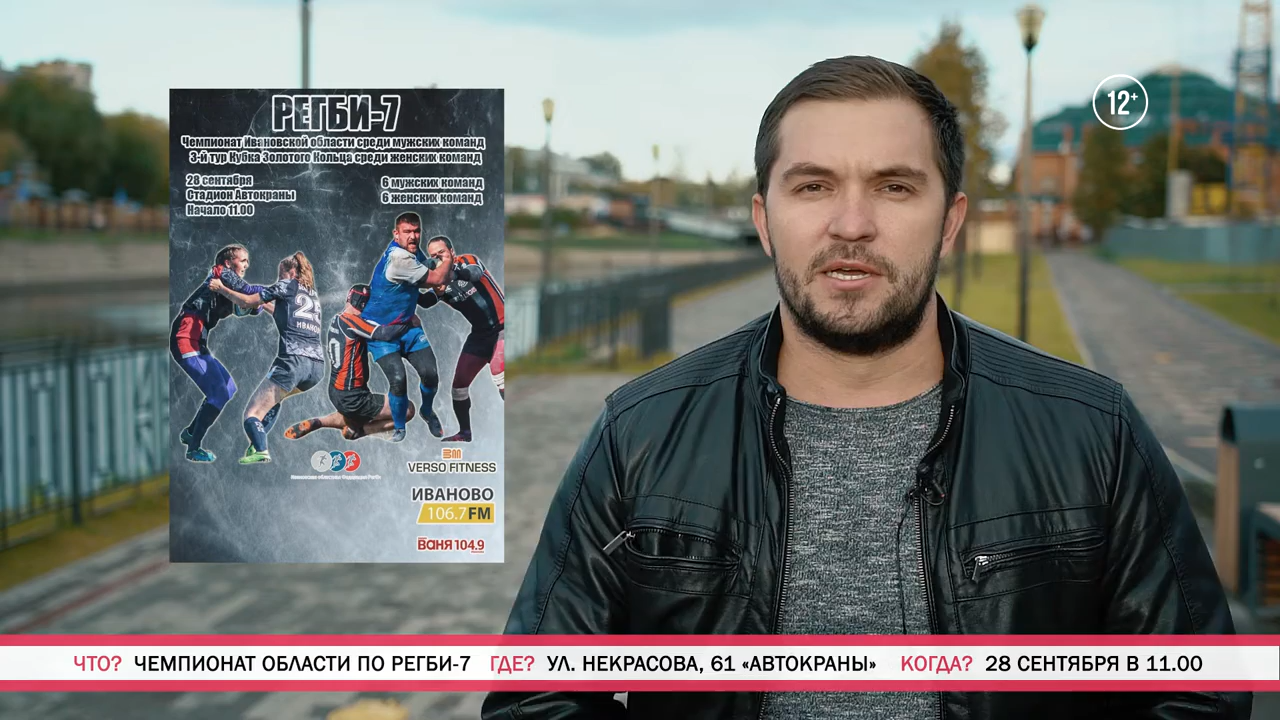 РЕГБИ-7
Чемпионат Ивановской области среди мужских команд
3-й тур Кубка Золотого Кольца среди женских команд
28 сентября
Стадион Автокраны
Начало 11.00
6 мужских команд
6 женских команд
25
ИВАНОВО
VERSO FITNESS
ИВАНОВО
106.7 FM
ВАНЯ 104.9
12+
ЧТО? ЧЕМПИОНАТ ОБЛАСТИ ПО РЕГБИ-7 ГДЕ? УЛ. НЕКРАСОВА, 61 «АВТОКРАНЫ» КОГДА? 28 СЕНТЯБРЯ В 11.00